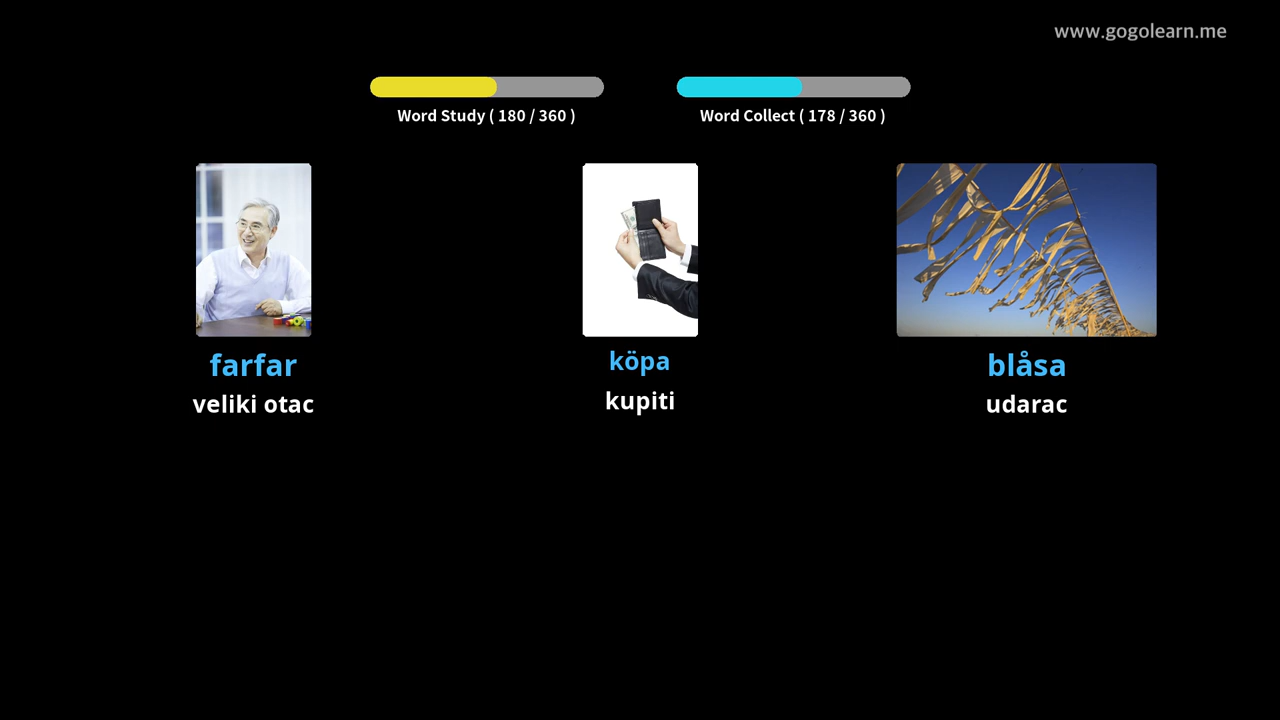 www.gogolearn.me
Word Study ( 180 / 360 )
Word Collect ( 178 / 360 )
farfar
veliki otac
köpa
kupiti
blåsa
udarac